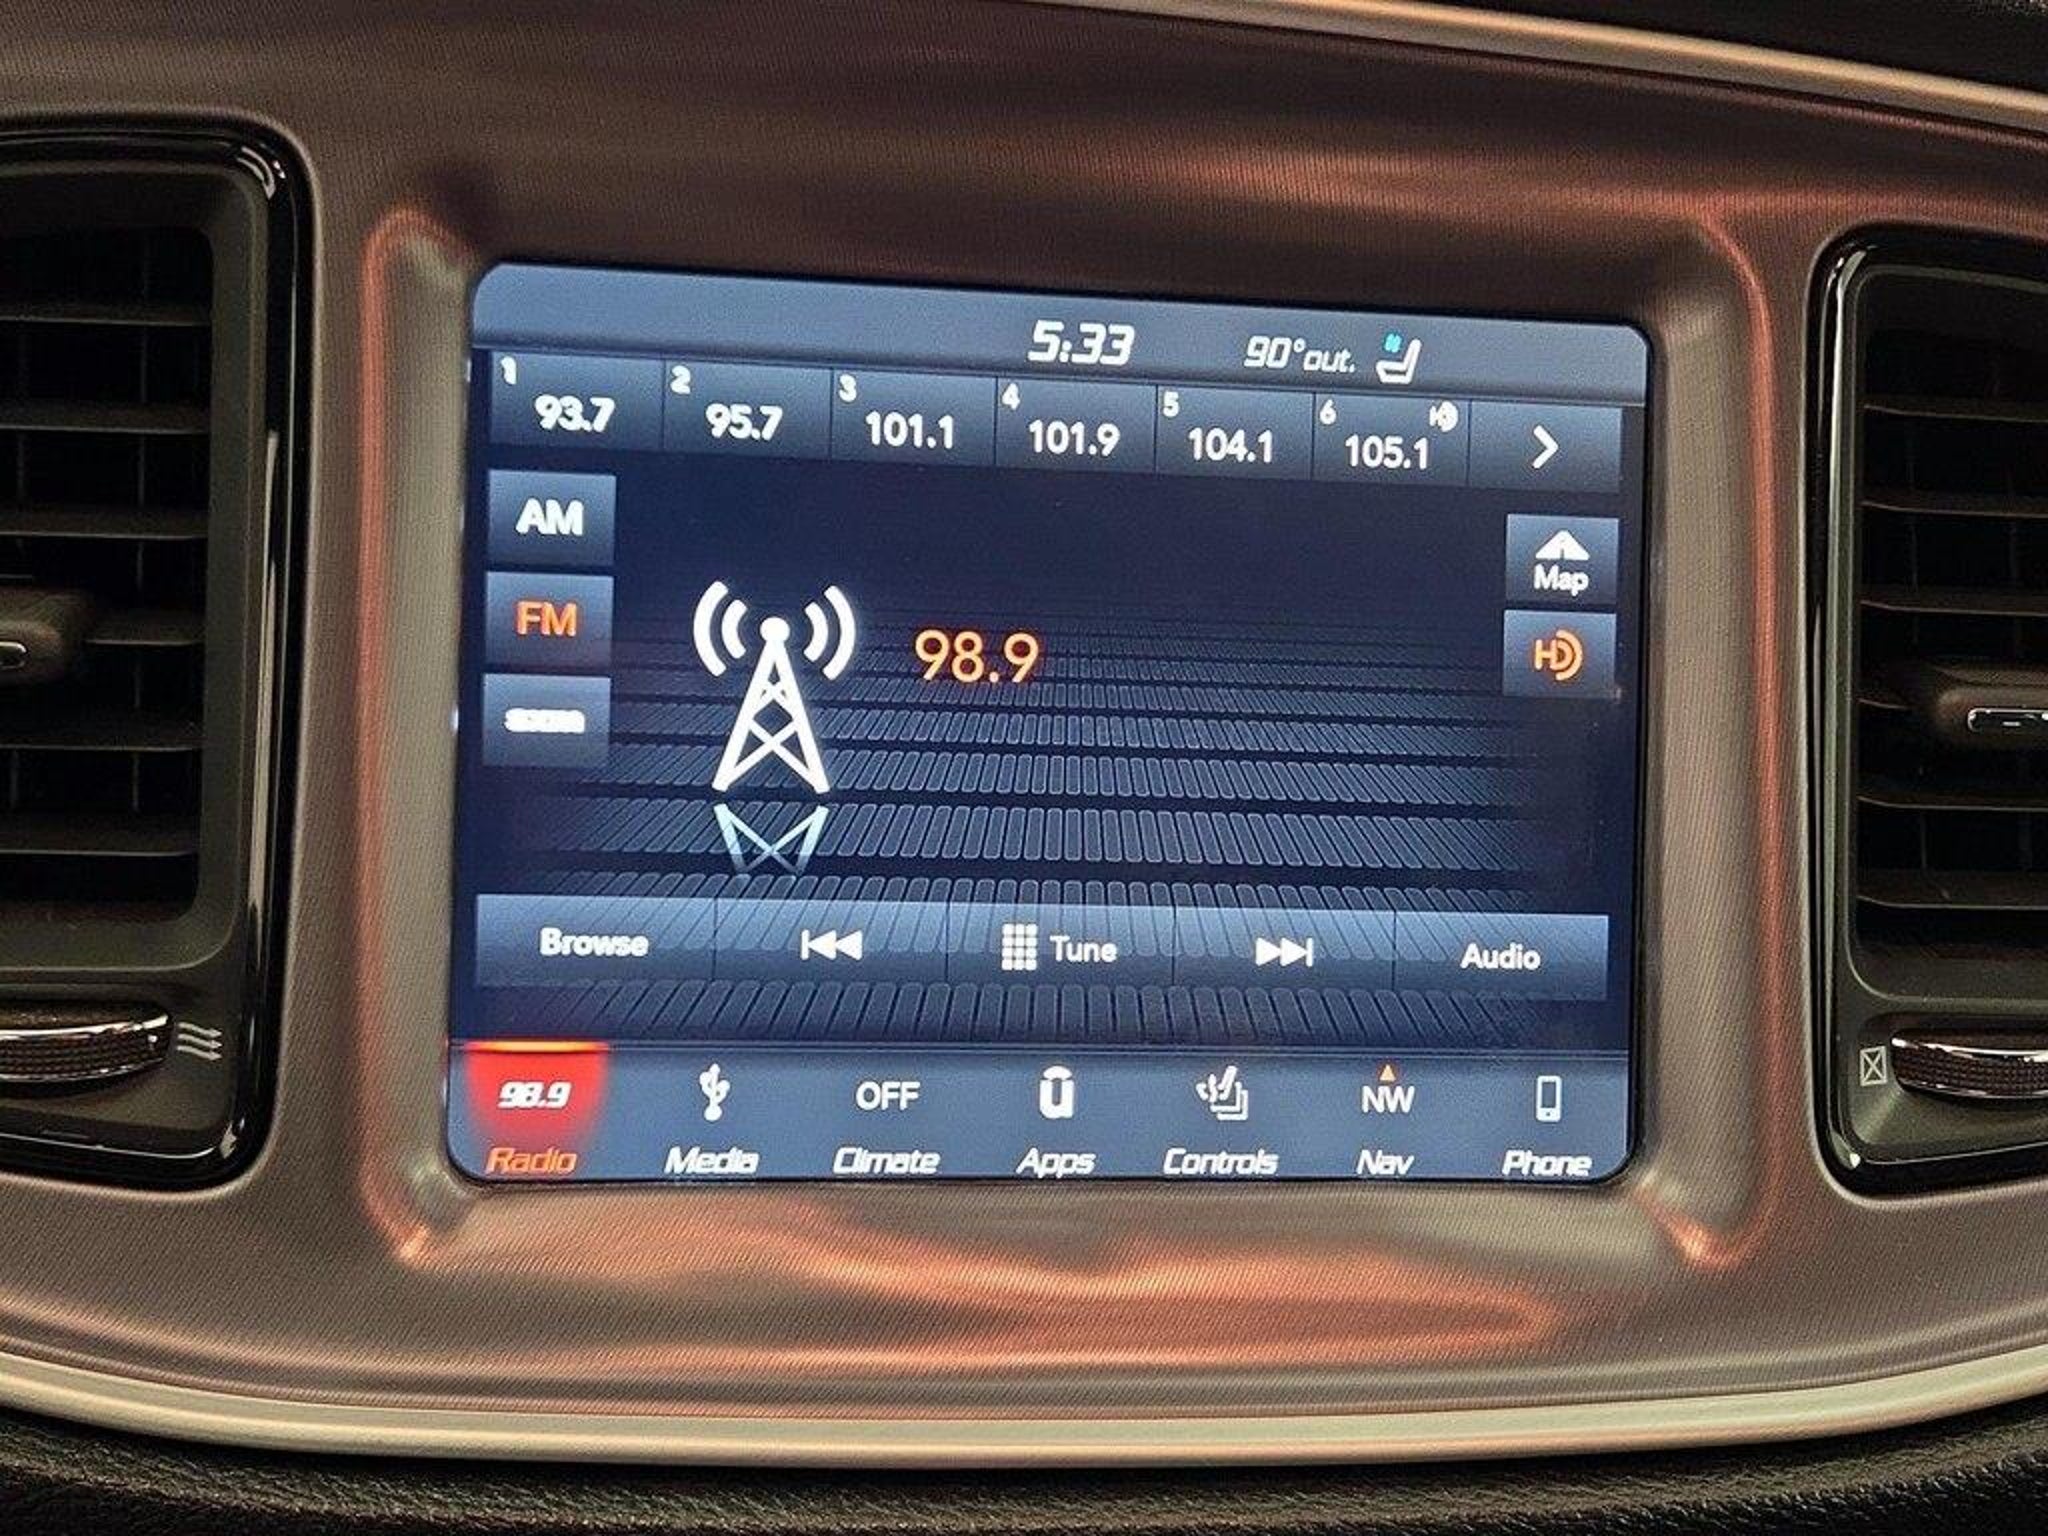 5:33 90°out.
1 2 3 4 5 6 HD
93.7 95.7 101.1 101.9 104.1 105.1
AM
Map
FM
98.9
HD
Browse Tune Audio
98.9 OFF NW
Radio Media Climate Apps Controls Nav Phone